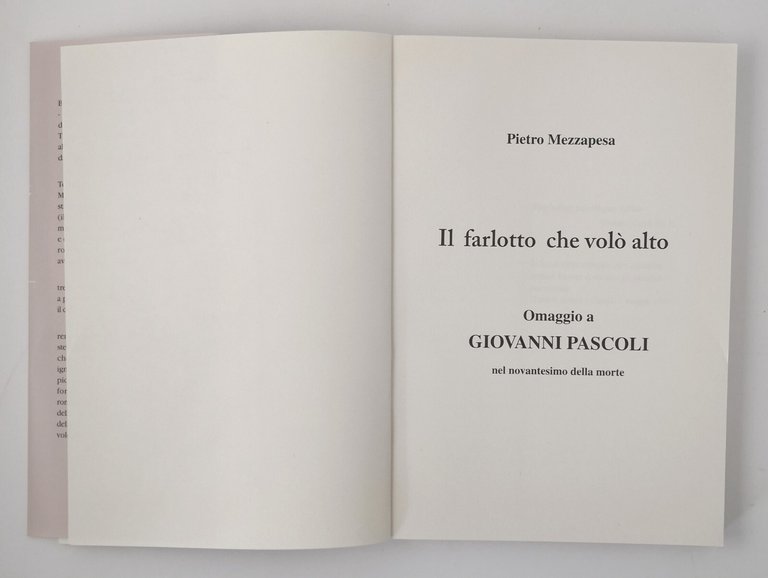 Pietro Mezzapesa
Il farlotto che volò alto
Omaggio a
GIOVANNI PASCOLI
nel novantesimo della morte